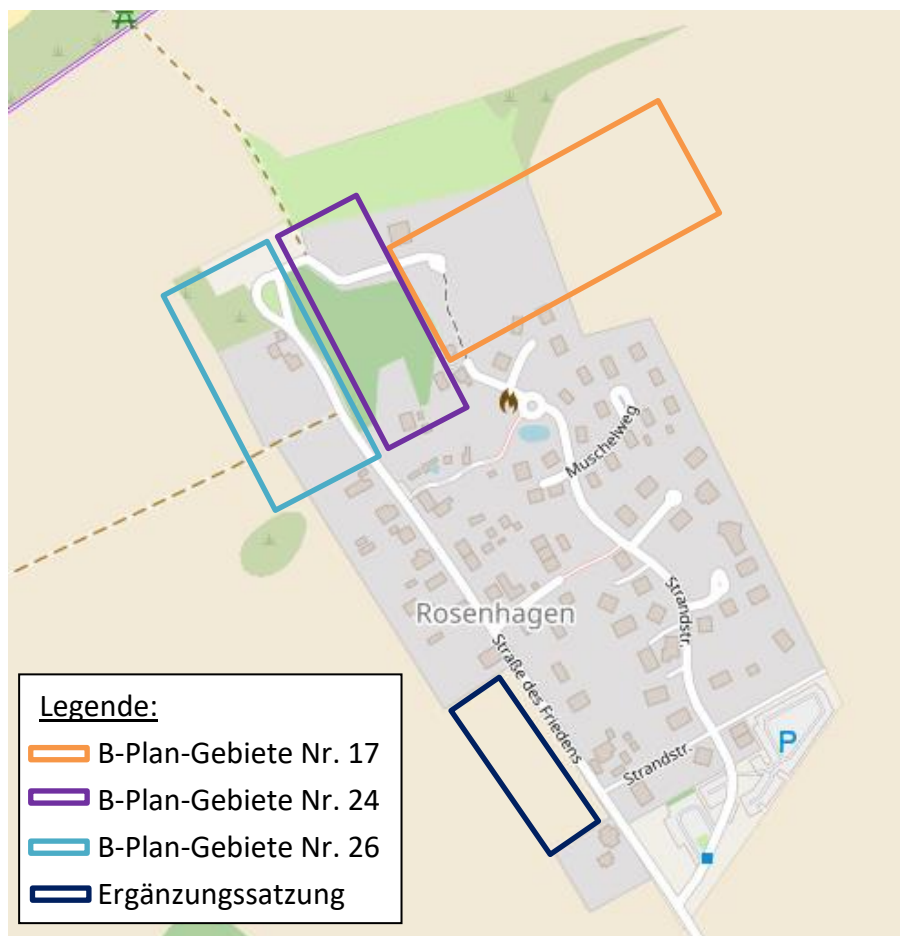 Muschelweg
Rosenhagen
Strandstr.
Straße des Friedens
Strandstr.
P
Legende:
B-Plan-Gebiete Nr. 17
B-Plan-Gebiete Nr. 24
B-Plan-Gebiete Nr. 26
Ergänzungssatzung